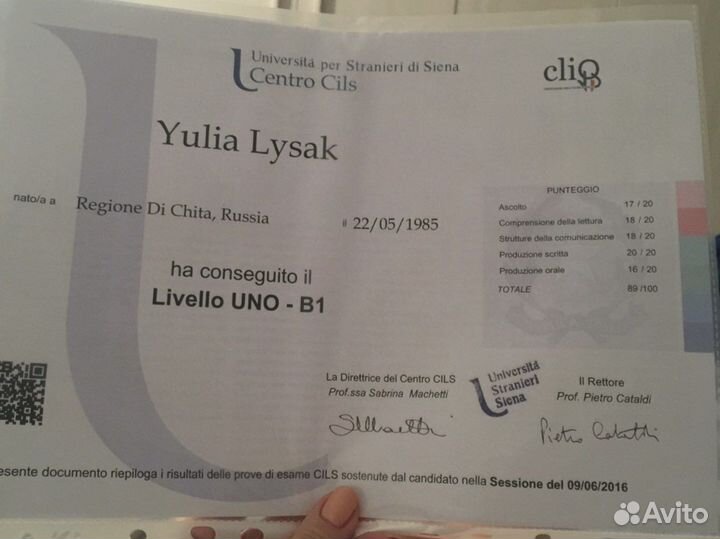 Università per Stranieri di Siena
Centro Cils
cliQ
Yulia Lysak
nato/a a Regione Di Chita, Russia il 22/05/1985
ha conseguito il
Livello UNO - B1
PUNTEGGIO
Ascolto 17 / 20
Comprensione della lettura 18 / 20
Strutture della comunicazione 18 / 20
Produzione scritta 20 / 20
Produzione orale 16 / 20
TOTALE 89 /100
La Direttrice del Centro CILS
Prof.ssa Sabrina Machetti
Università
Stranieri
Siena
Il Rettore
Prof. Pietro Cataldi
Pietro Cataldi
esente documento riepiloga i risultati delle prove di esame CILS sostenute dal candidato nella Sessione del 09/06/2016
Avito